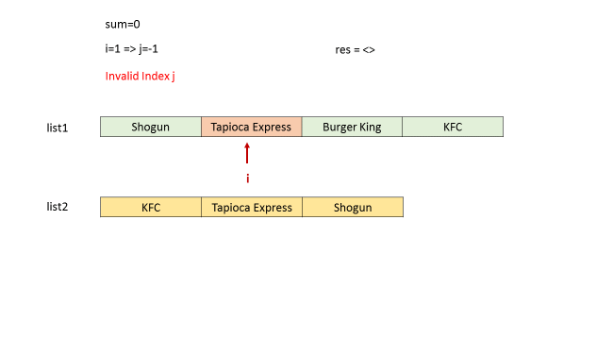 sum=0
i=1 => j=-1
res = <>
Invalid Index j
list1
Shogun
Tapioca Express
Burger King
KFC
i
list2
KFC
Tapioca Express
Shogun